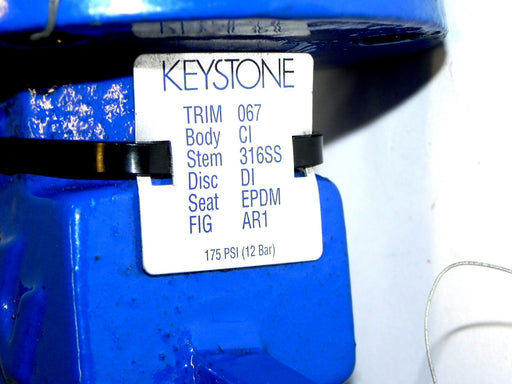 KEYSTONE
TRIM 067
Body CI
Stem 316SS
Disc DI
Seat EPDM
FIG AR1
175 PSI (12 Bar)